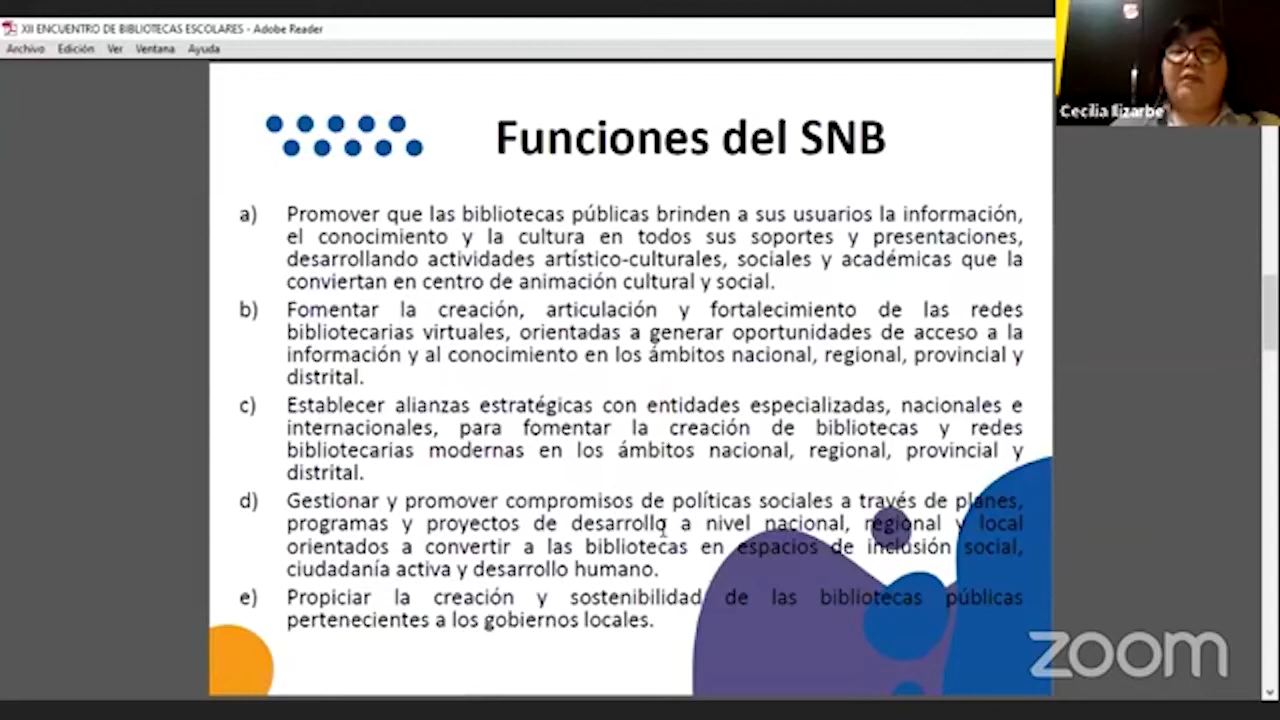 XII ENCUENTRO DE BIBLIOTECAS ESCOLARES - Adobe Reader
Archivo Edición Ver Ventana Ayuda
Cecilia lizarbe
Funciones del SNB
a) Promover que las bibliotecas públicas brinden a sus usuarios la información,
el conocimiento y la cultura en todos sus soportes y presentaciones,
desarrollando actividades artístico-culturales, sociales y académicas que la
conviertan en centro de animación cultural y social.
b) Fomentar la creación, articulación y fortalecimiento de las redes
bibliotecarias virtuales, orientadas a generar oportunidades de acceso a la
información y al conocimiento en los ámbitos nacional, regional, provincial y
distrital.
c) Establecer alianzas estratégicas con entidades especializadas, nacionales e
internacionales, para fomentar la creación de bibliotecas y redes
bibliotecarias modernas en los ámbitos nacional, regional, provincial y
distrital.
d) Gestionar y promover compromisos de políticas sociales a través de planes,
programas y proyectos de desarrollo a nivel nacional, regional y local
orientados a convertir a las bibliotecas en espacios de inclusión social,
ciudadanía activa y desarrollo humano.
e) Propiciar la creación y sostenibilidad de las bibliotecas públicas
pertenecientes a los gobiernos locales.
zoom